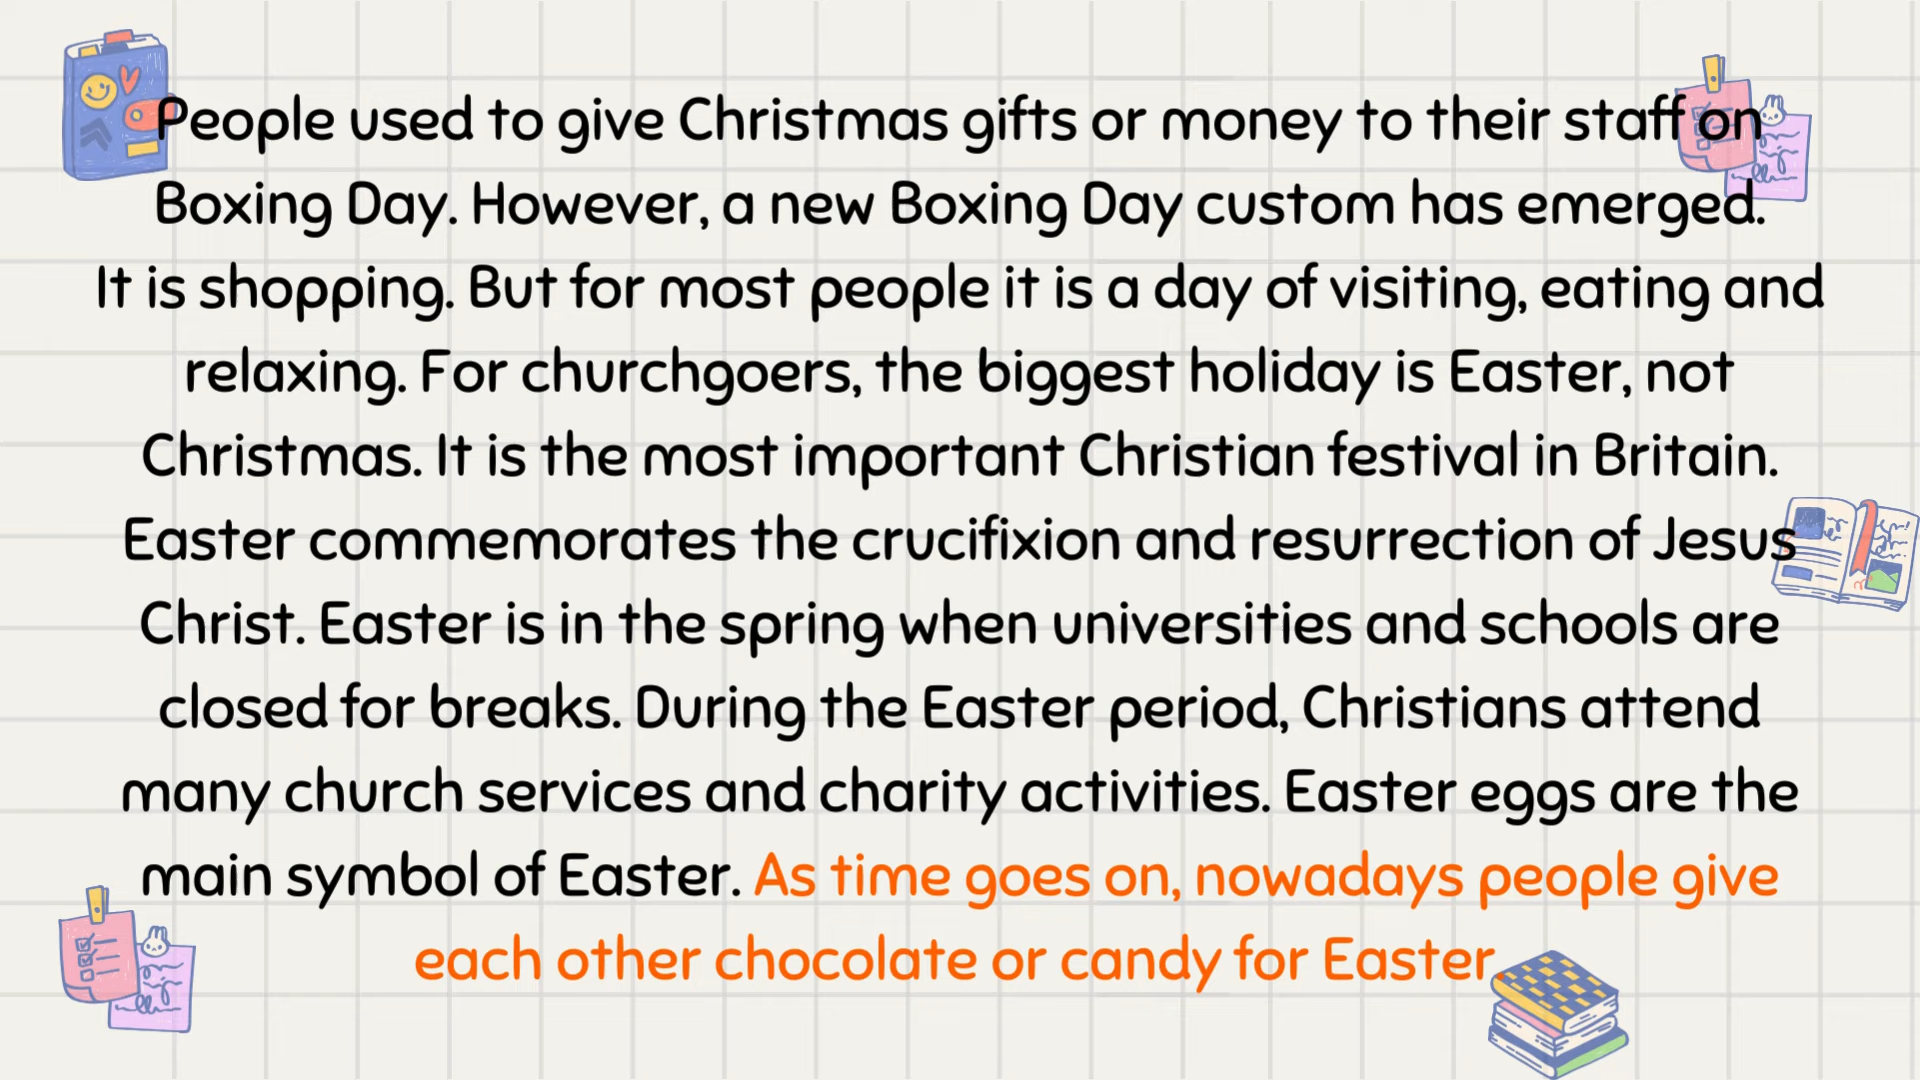 People used to give Christmas gifts or money to their staff on
Boxing Day. However, a new Boxing Day custom has emerged.
It is shopping. But for most people it is a day of visiting, eating and
relaxing. For churchgoers, the biggest holiday is Easter, not
Christmas. It is the most important Christian festival in Britain.
Easter commemorates the crucifixion and resurrection of Jesus
Christ. Easter is in the spring when universities and schools are
closed for breaks. During the Easter period, Christians attend
many church services and charity activities. Easter eggs are the
main symbol of Easter. As time goes on, nowadays people give
each other chocolate or candy for Easter.